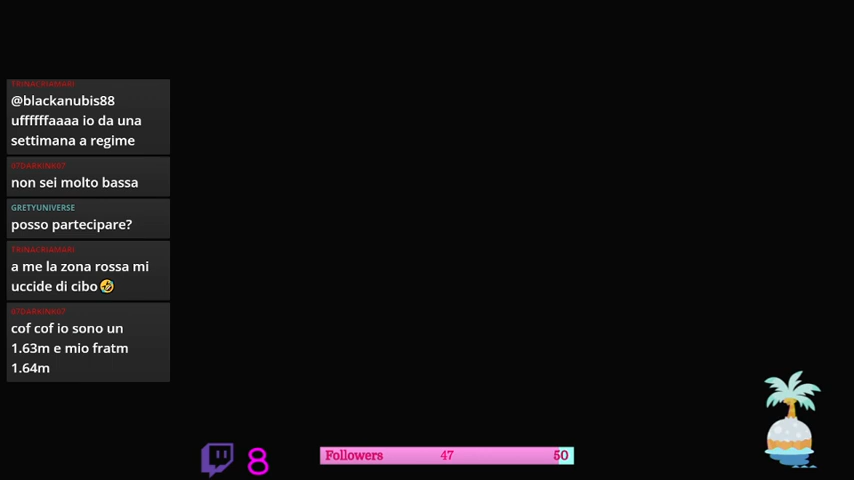 TRINACRIAMARI
@blackanubis88
uffffffaaaa io da una
settimana a regime
07DARKINK67
non sei molto bassa
GRETYUNIVERSE
posso partecipare?
TRINACRIAMARI
a me la zona rossa mi
uccide di cibo🤣
07DARKINK67
cof cof io sono un
1.63m e mio fratm
1.64m
8
Followers 47 50